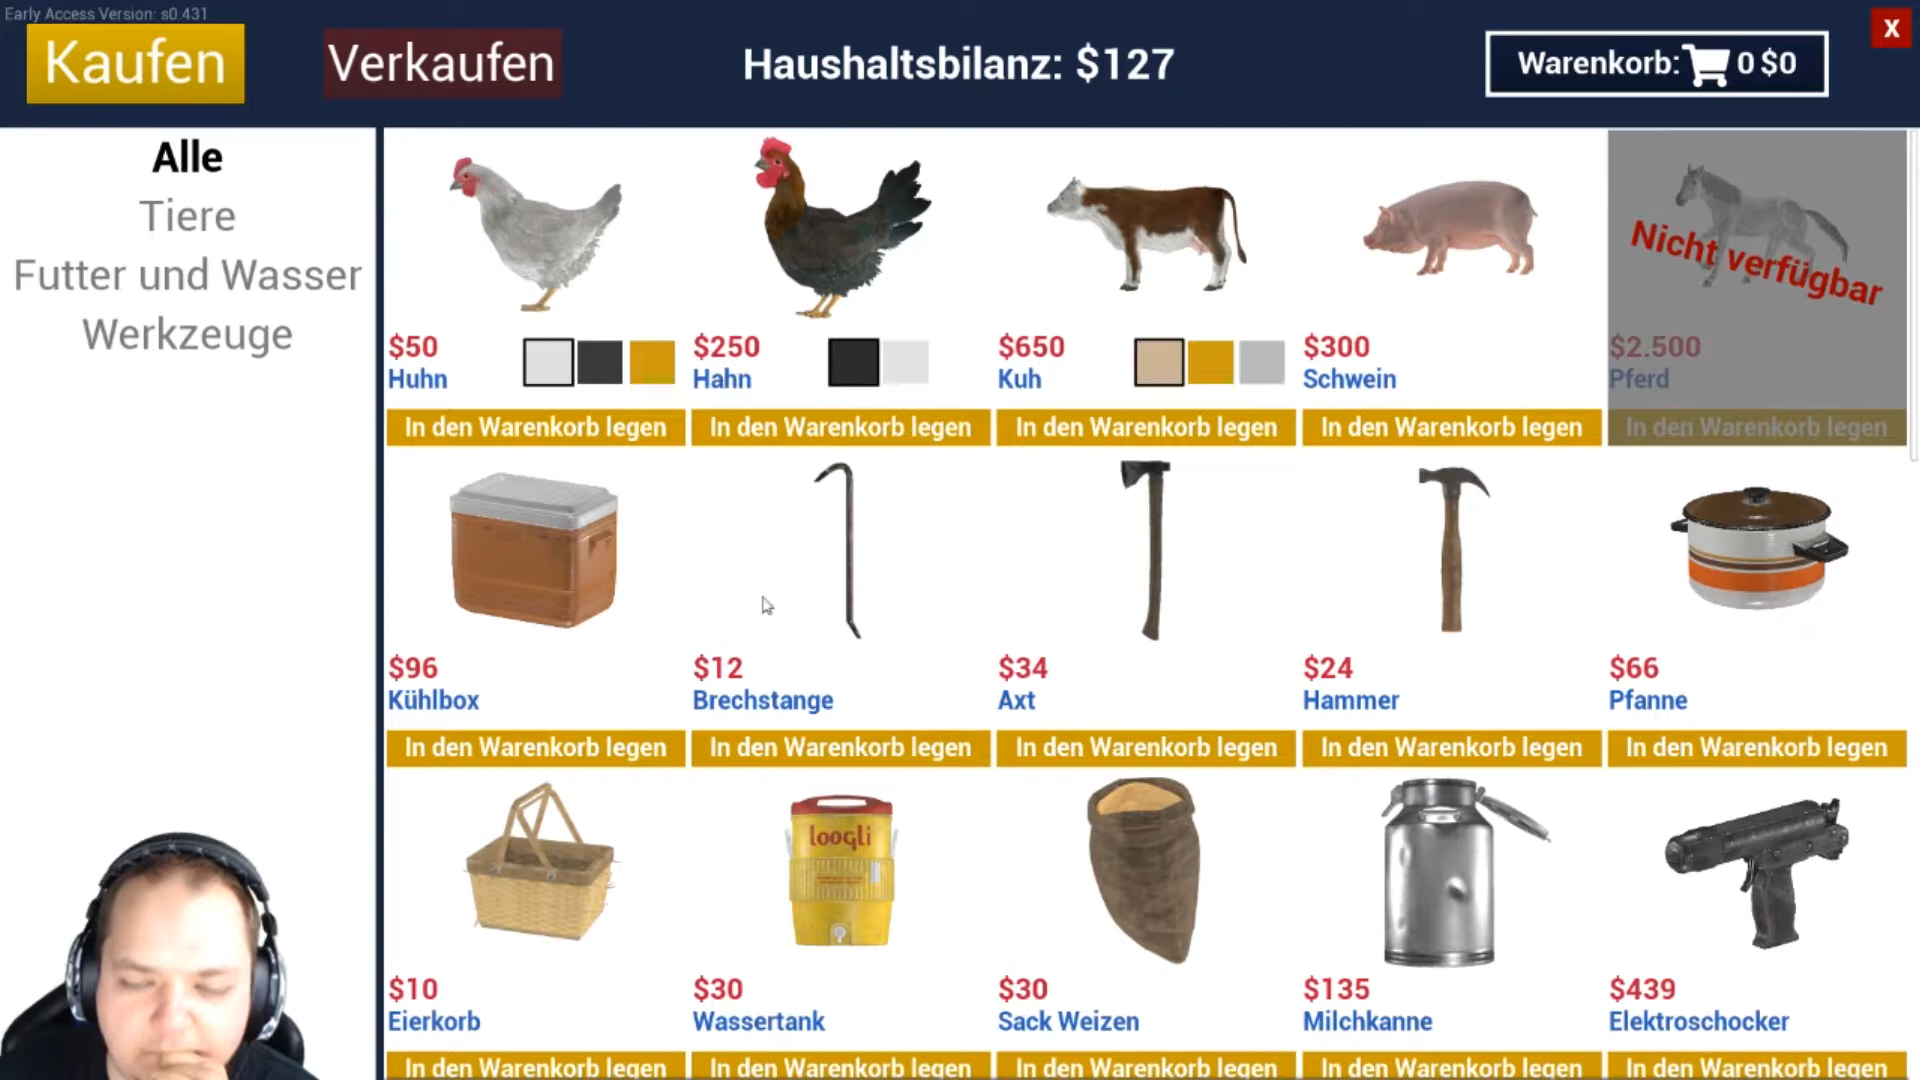 Early Access Version: s0.431
Kaufen
Verkaufen
Haushaltsbilanz: $127
Warenkorb: 0 $0
X
Alle
Tiere
Futter und Wasser
Werkzeuge
$50
Huhn
In den Warenkorb legen
$250
Hahn
In den Warenkorb legen
$650
Kuh
In den Warenkorb legen
$300
Schwein
In den Warenkorb legen
Nicht verfügbar
$2.500
Pferd
In den Warenkorb legen
$96
Kühlbox
In den Warenkorb legen
$12
Brechstange
In den Warenkorb legen
$34
Axt
In den Warenkorb legen
$24
Hammer
In den Warenkorb legen
$66
Pfanne
In den Warenkorb legen
$10
Eierkorb
In den Warenkorb legen
loogli
$30
Wassertank
In den Warenkorb legen
$30
Sack Weizen
In den Warenkorb legen
$135
Milchkanne
In den Warenkorb legen
$439
Elektroschocker
In den Warenkorb legen